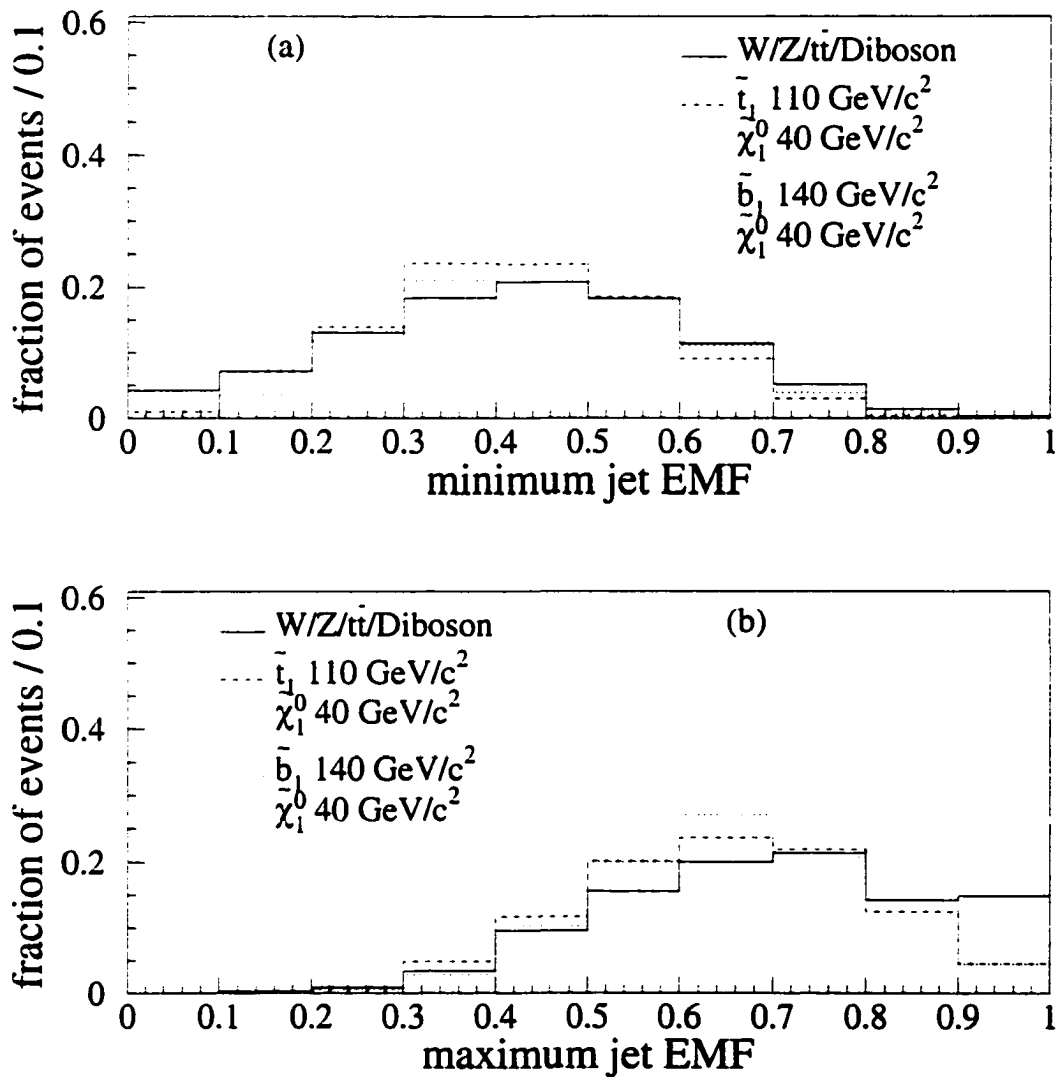 0.6
(a)
W/Z/tt̄/Diboson
t̃₁ 110 GeV/c²
χ̃₁⁰ 40 GeV/c²
b̃₁ 140 GeV/c²
χ̃₁⁰ 40 GeV/c²
0.4
0.2
0
fraction of events / 0.1
0 0.1 0.2 0.3 0.4 0.5 0.6 0.7 0.8 0.9 1
minimum jet EMF
0.6
W/Z/tt̄/Diboson
(b)
t̃₁ 110 GeV/c²
χ̃₁⁰ 40 GeV/c²
b̃₁ 140 GeV/c²
χ̃₁⁰ 40 GeV/c²
0.4
0.2
0
fraction of events / 0.1
0 0.1 0.2 0.3 0.4 0.5 0.6 0.7 0.8 0.9 1
maximum jet EMF